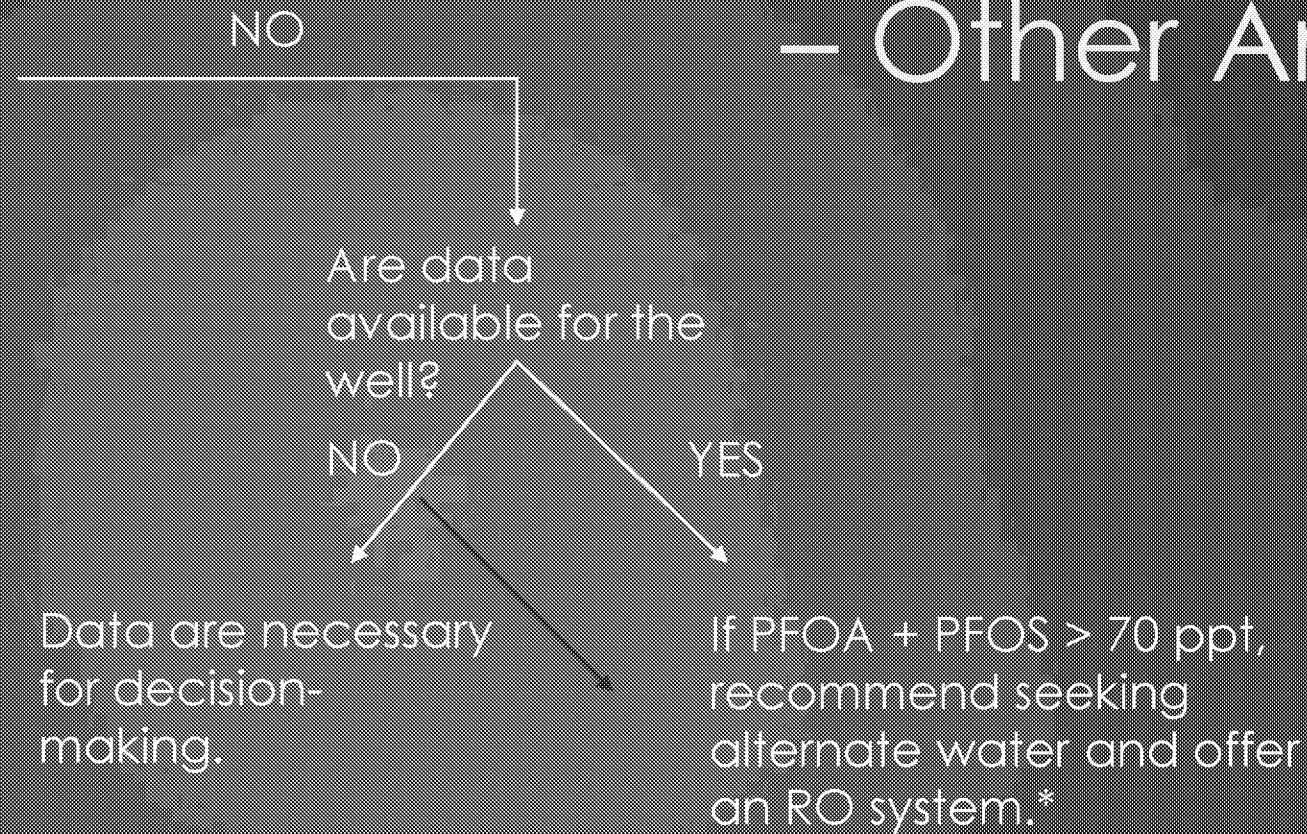 NO
– Other
Are data
available for the
well?
NO
YES
Data are necessary
for decision-
making.
If PFOA + PFOS > 70 ppt,
recommend seeking
alternate water and offer
an RO system.*